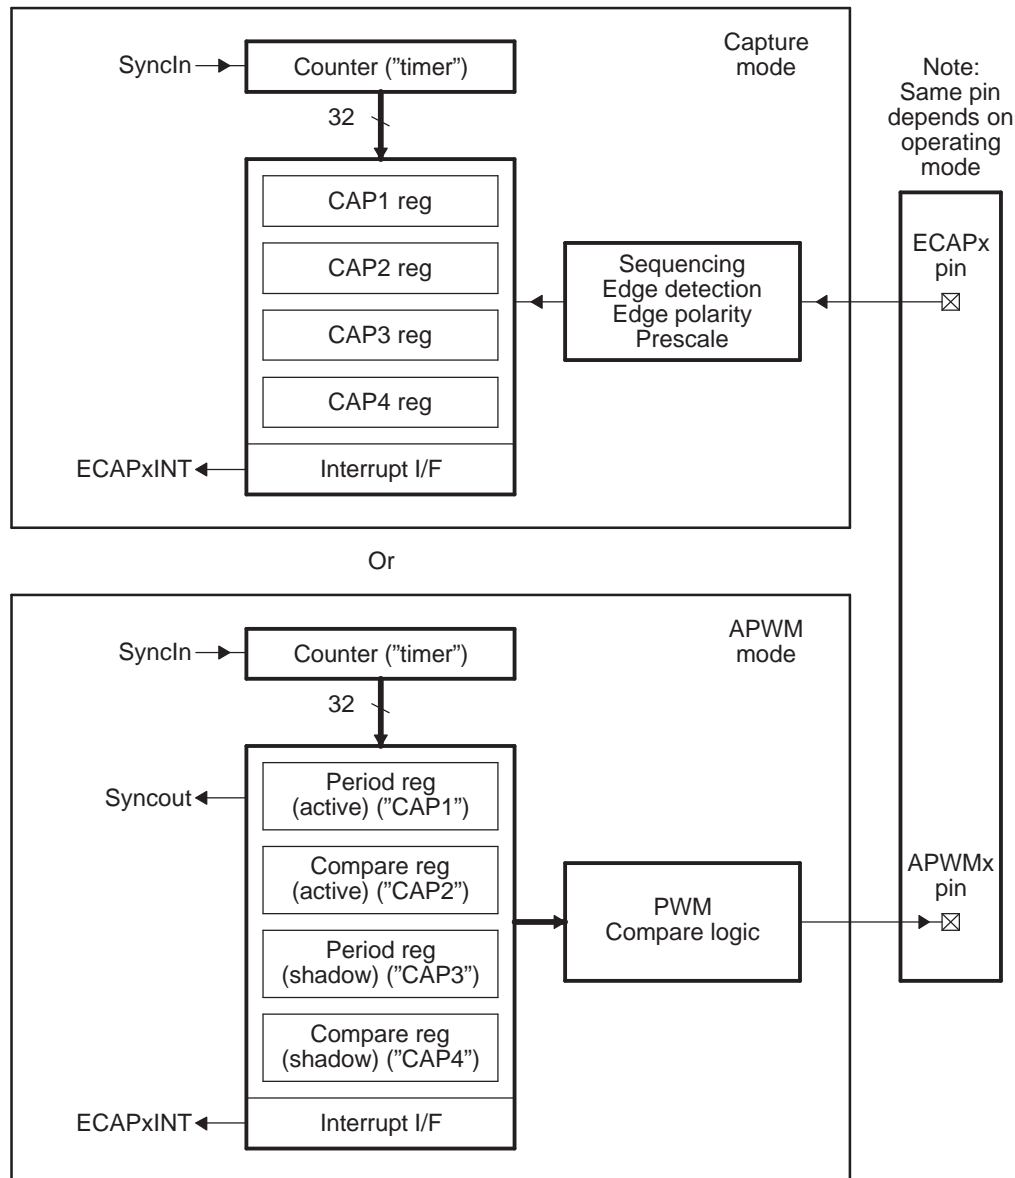 Capture
mode
SyncIn
Counter (”timer”)
32
CAP1 reg
CAP2 reg
CAP3 reg
CAP4 reg
Sequencing
Edge detection
Edge polarity
Prescale
ECAPxINT
Interrupt I/F
Note:
Same pin
depends on
operating
mode
ECAPx
pin
Or
APWM
mode
SyncIn
Counter (”timer”)
32
Syncout
Period reg
(active) (”CAP1”)
Compare reg
(active) (”CAP2”)
Period reg
(shadow) (”CAP3”)
Compare reg
(shadow) (”CAP4”)
PWM
Compare logic
APWMx
pin
ECAPxINT
Interrupt I/F